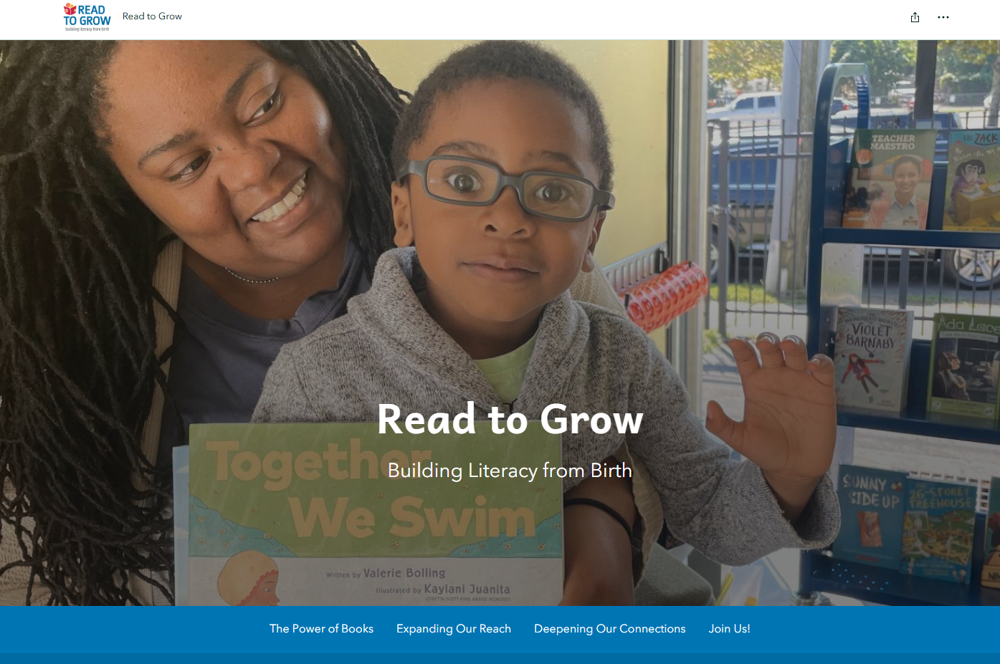 READ
TO GROW
building literacy from birth
Read to Grow
TEACHER
MAESTRO
ZACK
VIOLET
BARNABY
Ada Lace
Read to Grow
Building Literacy from Birth
Together
We Swim
SUNNY
SIDE UP
26-STOREY
TREEHOUSE
Written by Valerie Bolling
Illustrated by Kaylani Juanita
CORETTA SCOTT KING AWARD HONOREE
The Power of Books
Expanding Our Reach
Deepening Our Connections
Join Us!